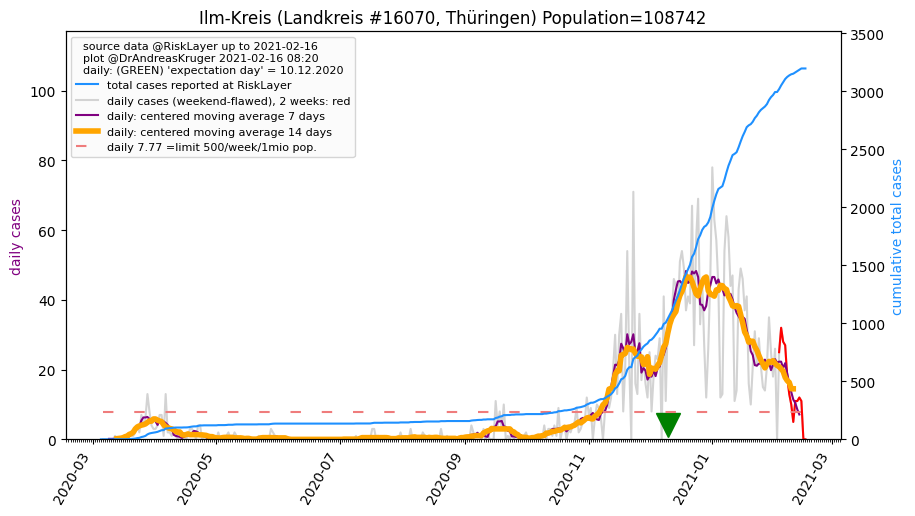 Ilm-Kreis (Landkreis #16070, Thüringen) Population=108742
source data @RiskLayer up to 2021-02-16
plot @DrAndreasKruger 2021-02-16 08:20
daily: (GREEN) 'expectation day' = 10.12.2020
total cases reported at RiskLayer
daily cases (weekend-flawed), 2 weeks: red
daily: centered moving average 7 days
daily: centered moving average 14 days
daily 7.77 =limit 500/week/1mio pop.
daily cases
100
80
60
40
20
0
cumulative total cases
3500
3000
2500
2000
1500
1000
500
0
2020-03
2020-05
2020-07
2020-09
2020-11
2021-01
2021-03